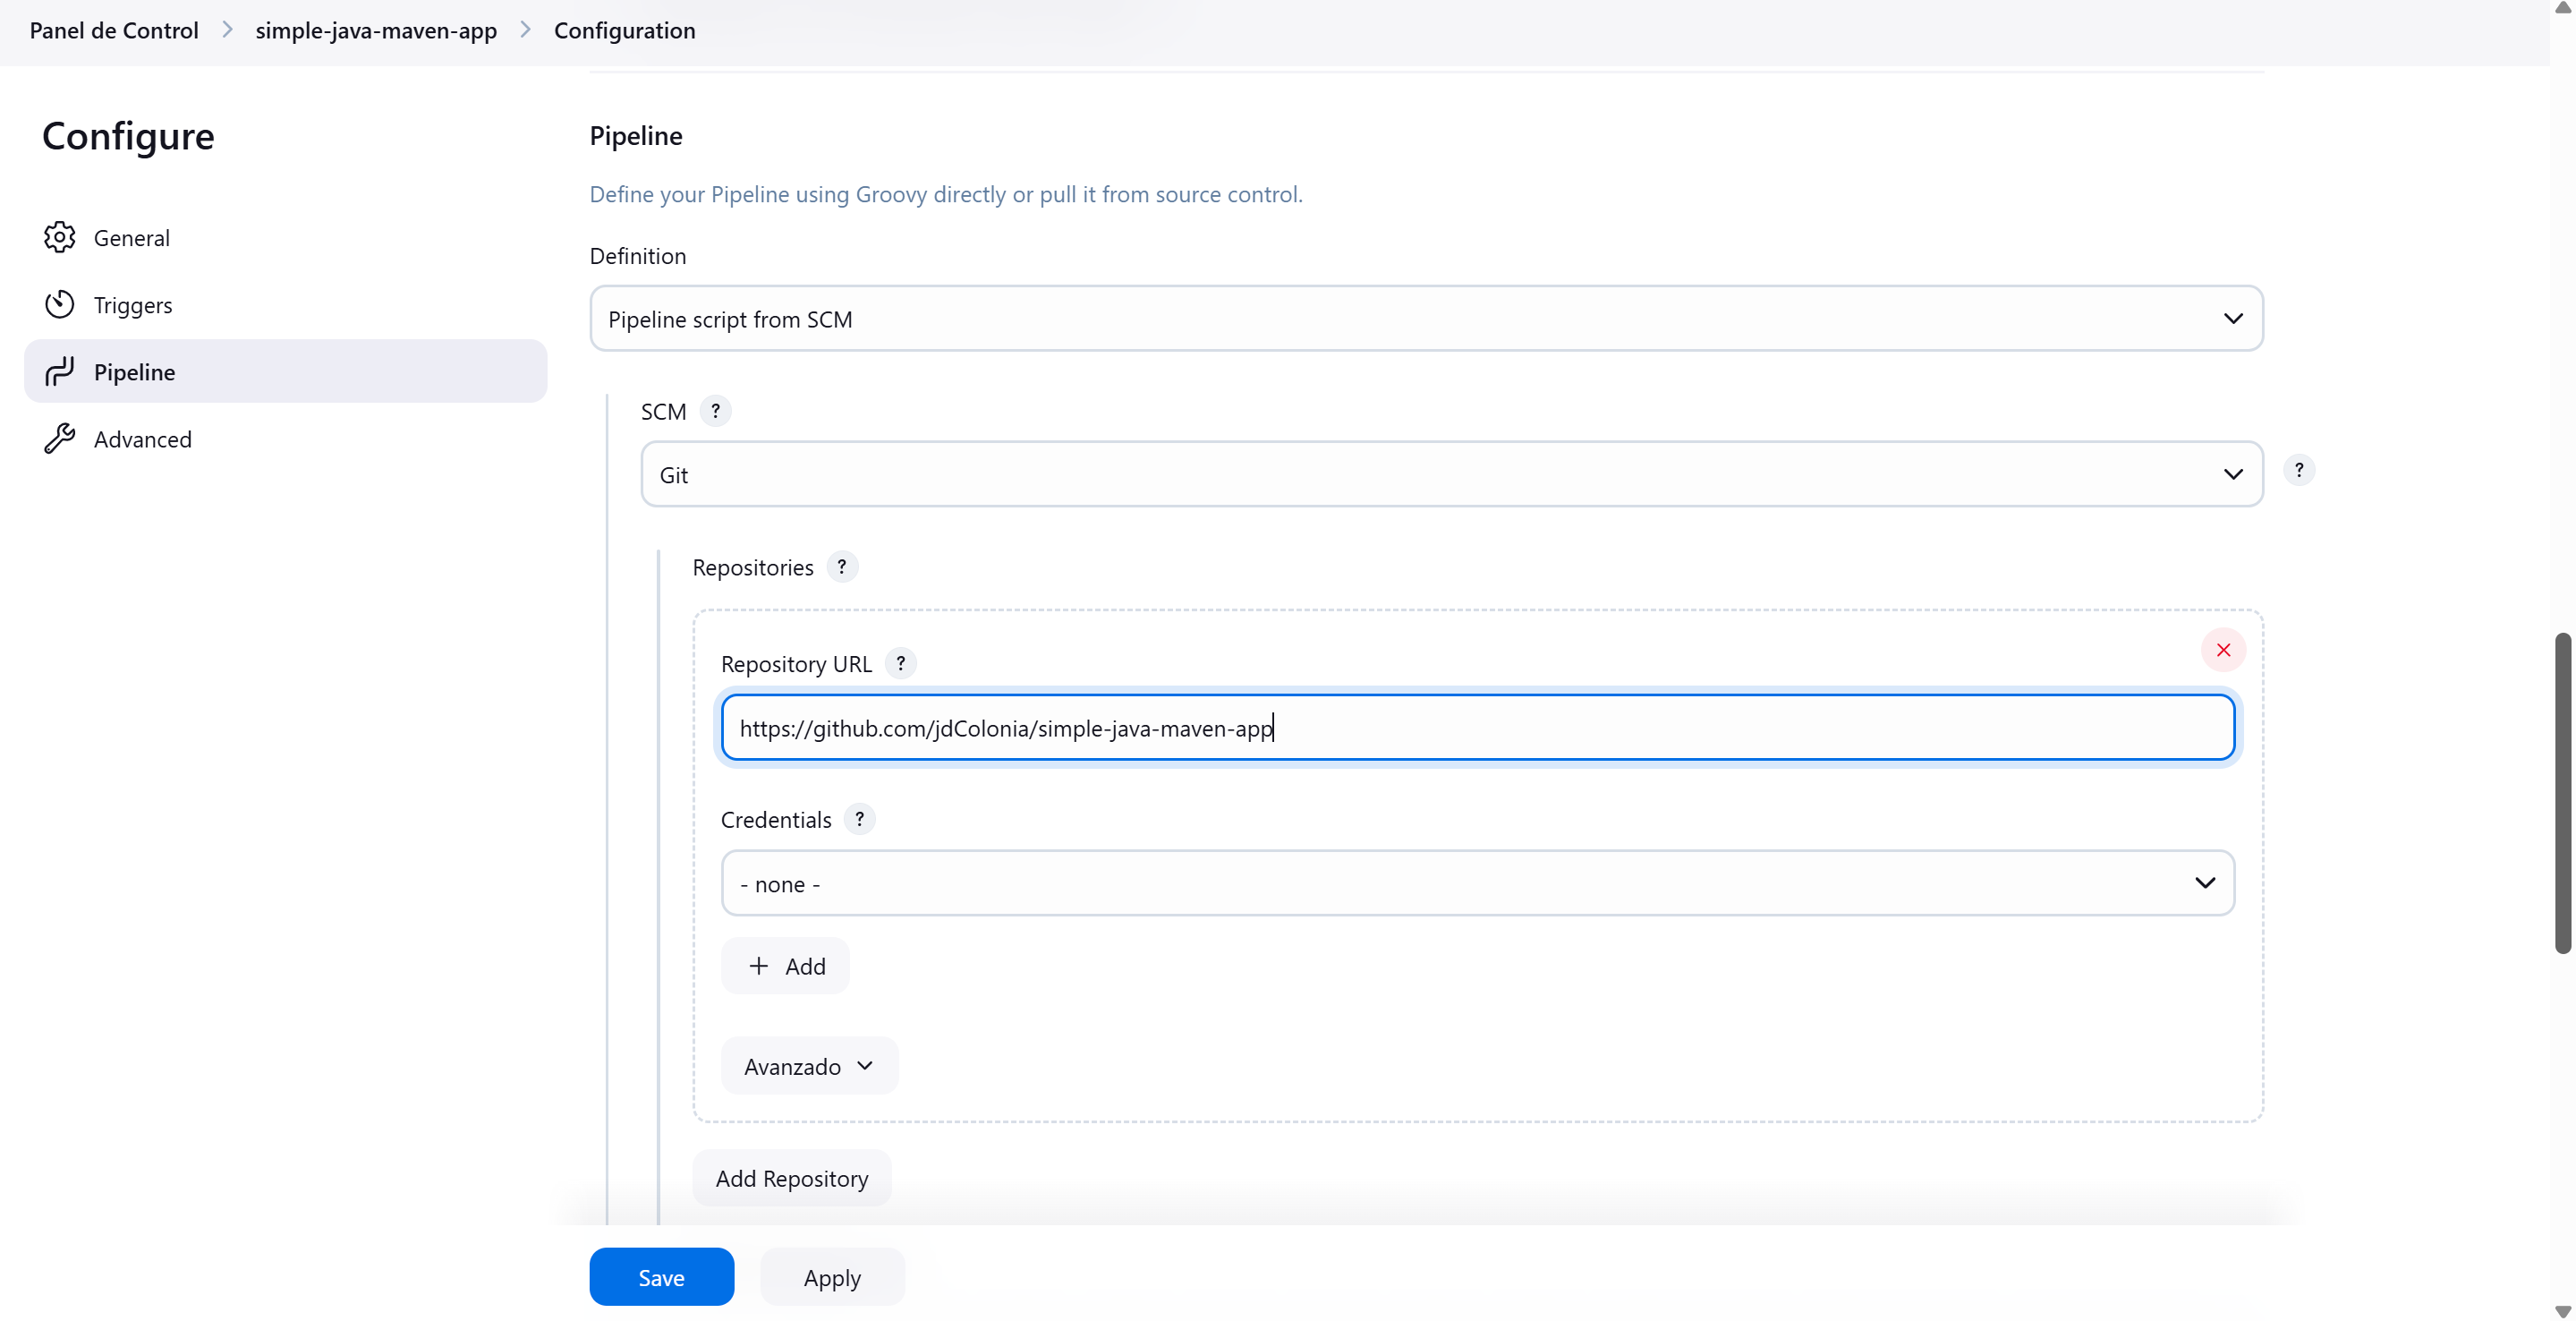 Panel de Control > simple-java-maven-app > Configuration
Configure
General
Triggers
Pipeline
Advanced
Pipeline
Define your Pipeline using Groovy directly or pull it from source control.
Definition
Pipeline script from SCM
SCM ?
Git
?
Repositories ?
Repository URL ?
https://github.com/jdColonia/simple-java-maven-app
Credentials ?
- none -
+ Add
Avanzado
Add Repository
Save Apply